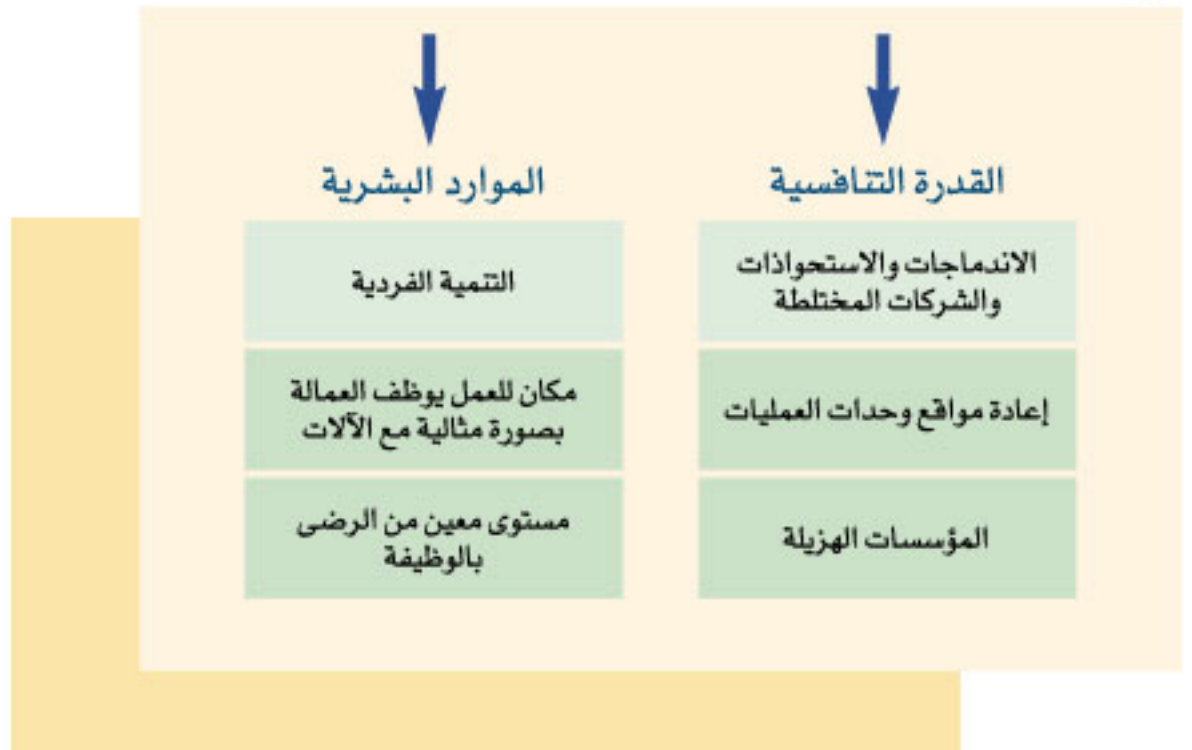 القدرة التنافسية
الاندماجات والاستحواذات
والشركات المختلطة
إعادة مواقع وحدات العمليات
المؤسسات الهزيلة
الموارد البشرية
التنمية الفردية
مكان للعمل يوظف العمالة
بصورة مثالية مع الآلات
مستوى معين من الرضى
بالوظيفة